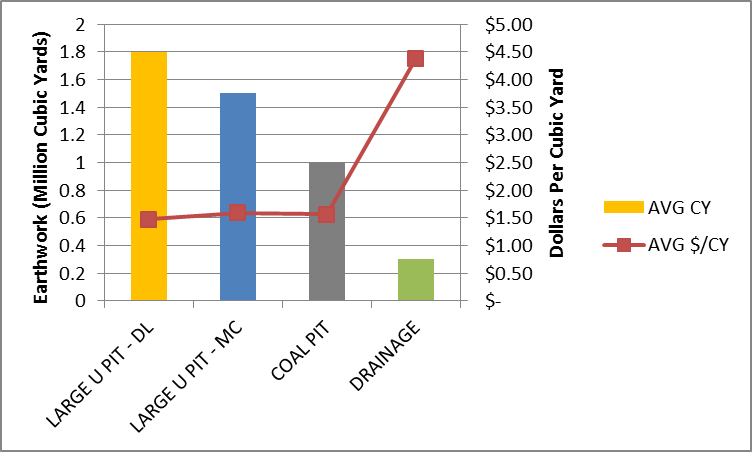 Earthwork (Million Cubic Yards)
2
1.8
1.6
1.4
1.2
1
0.8
0.6
0.4
0.2
0
$5.00
$4.50
$4.00
$3.50
$3.00
$2.50
$2.00
$1.50
$1.00
$0.50
$-
Dollars Per Cubic Yard
LARGE U PIT - DL
LARGE U PIT - MC
COAL PIT
DRAINAGE
AVG CY
AVG $/CY